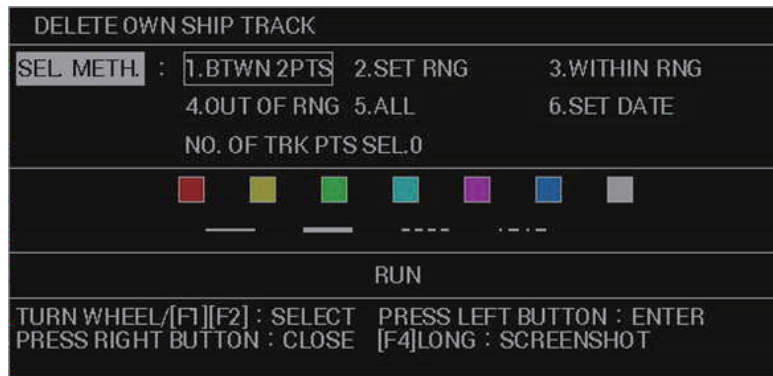 DELETE OWN SHIP TRACK
SEL. METH. : 1.BTWN 2PTS 2.SET RNG 3.WITHIN RNG
4.OUT OF RNG 5.ALL 6.SET DATE
NO. OF TRK PTS SEL.0
RUN
TURN WHEEL/[F1][F2] : SELECT PRESS LEFT BUTTON : ENTER
PRESS RIGHT BUTTON : CLOSE [F4]LONG : SCREENSHOT